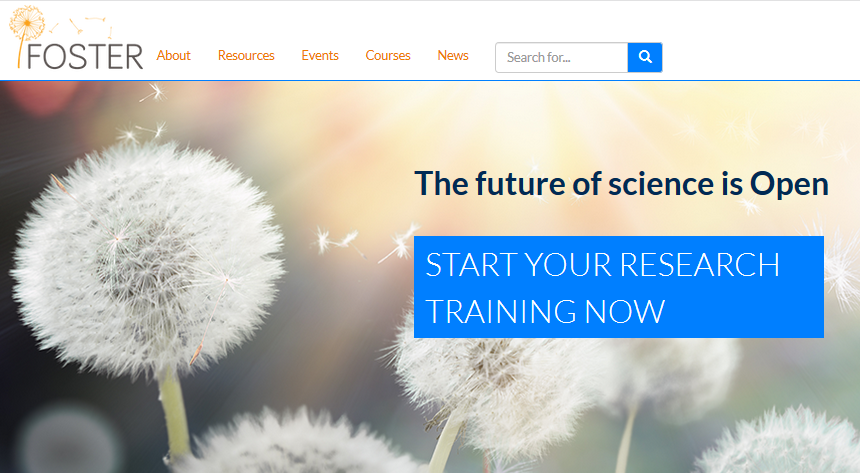 FOSTER
About Resources Events Courses News Search for...
The future of science is Open
START YOUR RESEARCH
TRAINING NOW